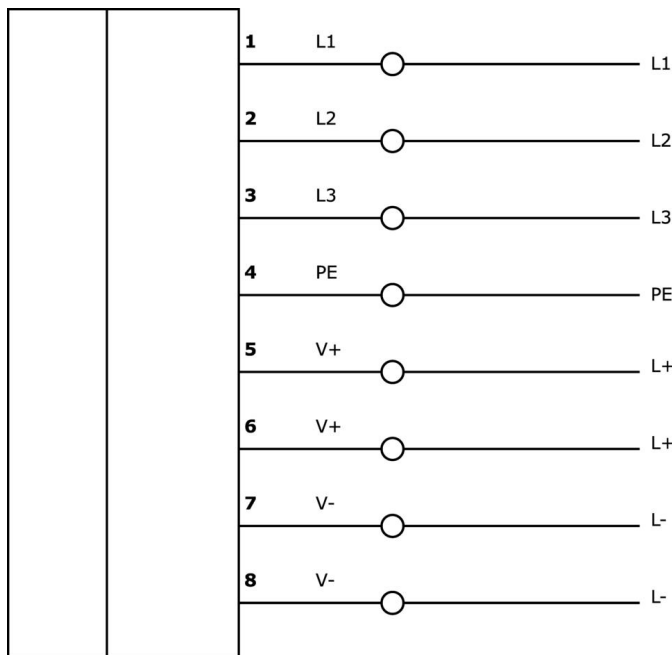 1 L1 L1
2 L2 L2
3 L3 L3
4 PE PE
5 V+ L+
6 V+ L+
7 V- L-
8 V- L-